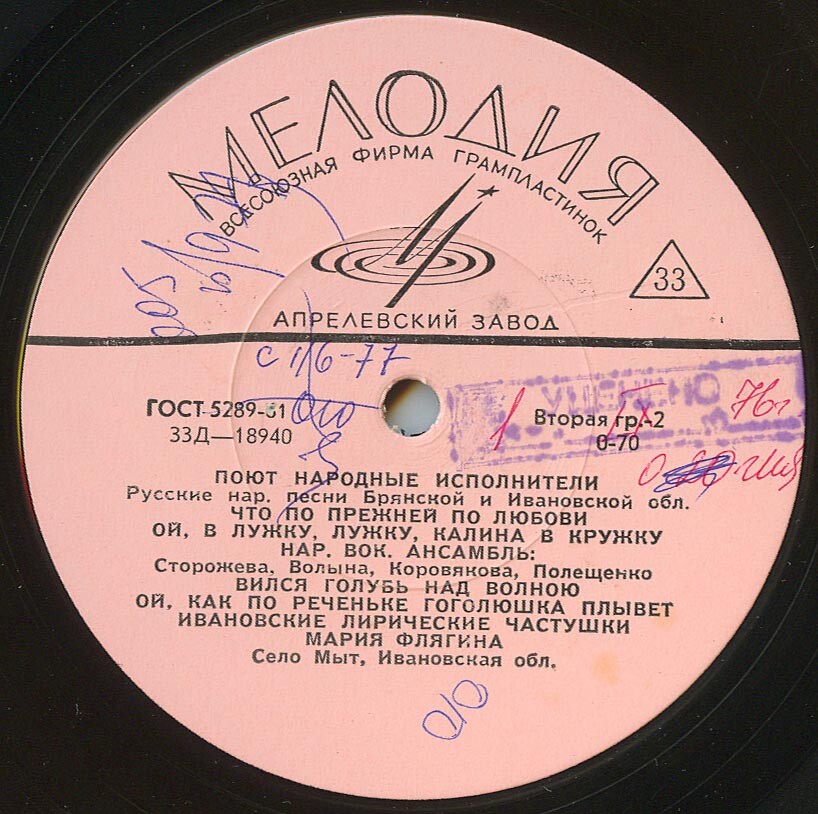 МЕЛОДИЯ
ВСЕСОЮЗНАЯ ФИРМА ГРАМПЛАСТИНОК
33
АПРЕЛЕВСКИЙ ЗАВОД
с 1/6-77
ГОСТ 5289-61
010
Вторая гр.-2
76г
33Д—18940
0-70
ПОЮТ НАРОДНЫЕ ИСПОЛНИТЕЛИ
Русские нар. песни Брянской и Ивановской обл.
ЧТО ПО ПРЕЖНЕЙ ПО ЛЮБОВИ
ОЙ, В ЛУЖКУ, ЛУЖКУ, КАЛИНА В КРУЖКУ
НАР. ВОК. АНСАМБЛЬ:
Сторожева, Волына, Коровякова, Полещенко
ВИЛСЯ ГОЛУБЬ НАД ВОЛНОЮ
ОЙ, КАК ПО РЕЧЕНЬКЕ ГОГОЛЮШКА ПЛЫВЕТ
ИВАНОВСКИЕ ЛИРИЧЕСКИЕ ЧАСТУШКИ
МАРИЯ ФЛЯГИНА
Село Мыт, Ивановская обл.
010